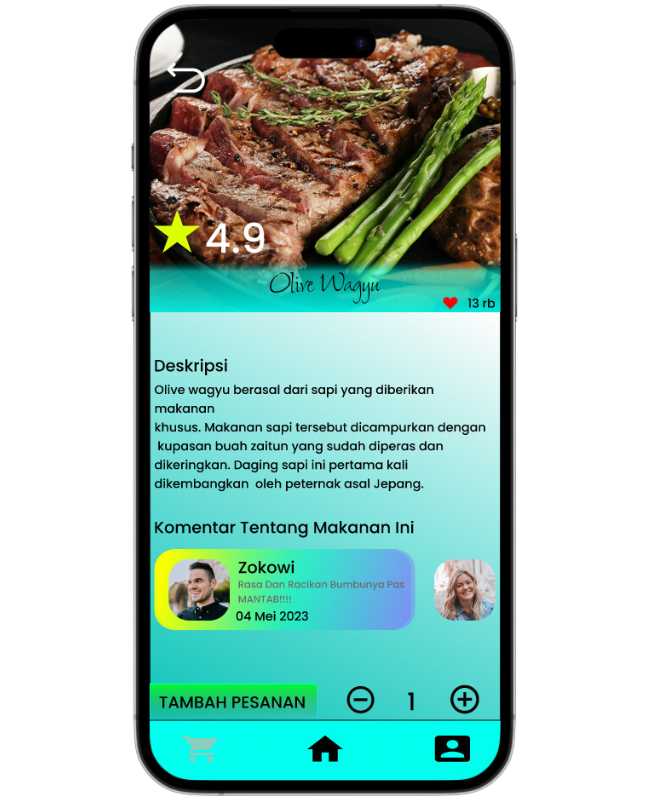 4.9
Olive Wagyu
13 rb
Deskripsi
Olive wagyu berasal dari sapi yang diberikan
makanan
khusus. Makanan sapi tersebut dicampurkan dengan
kupasan buah zaitun yang sudah diperas dan
dikeringkan. Daging sapi ini pertama kali
dikembangkan oleh peternak asal Jepang.
Komentar Tentang Makanan Ini
Zokowi
Rasa Dan Racikan Bumbunya Pas
MANTAB!!!!
04 Mei 2023
TAMBAH PESANAN
1